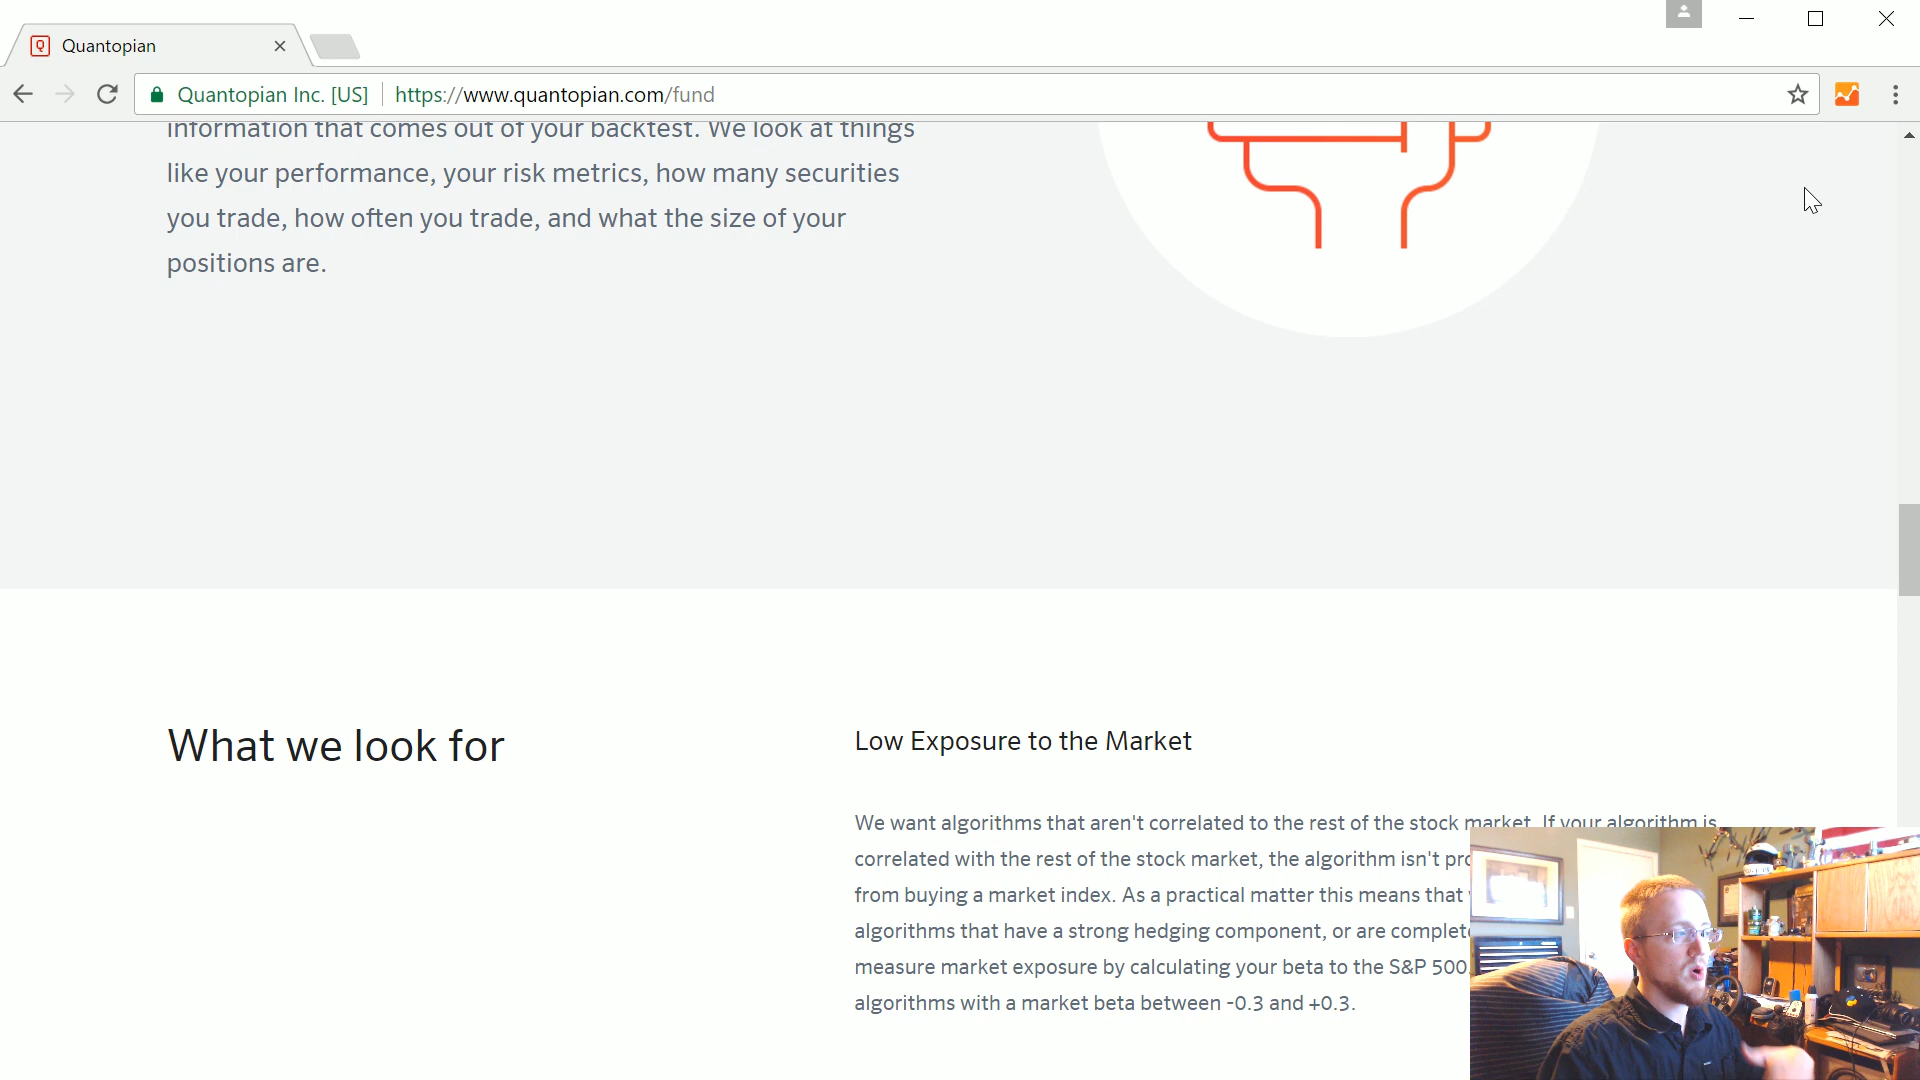 Quantopian
Quantopian Inc. [US] https://www.quantopian.com/fund
information that comes out of your backtest. We look at things
like your performance, your risk metrics, how many securities
you trade, how often you trade, and what the size of your
positions are.
What we look for
Low Exposure to the Market
We want algorithms that aren't correlated to the rest of the stock market. If your algorithm is
correlated with the rest of the stock market, the algorithm isn't
from buying a market index. As a practical matter this means that
algorithms that have a strong hedging component, or are
measure market exposure by calculating your beta to the S&P 500
algorithms with a market beta between -0.3 and +0.3.